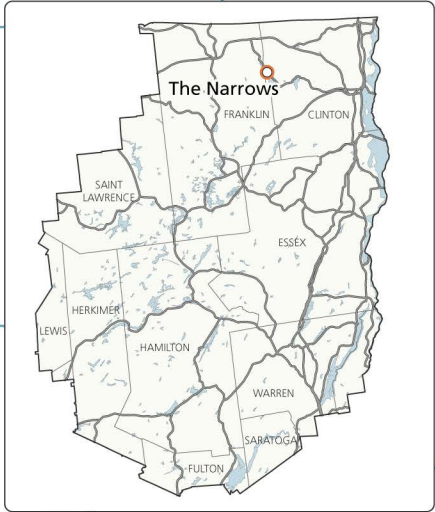 The Narrows
FRANKLIN
CLINTON
SAINT
LAWRENCE
ESSEX
HERKIMER
LEWIS
HAMILTON
WARREN
SARATOGA
FULTON